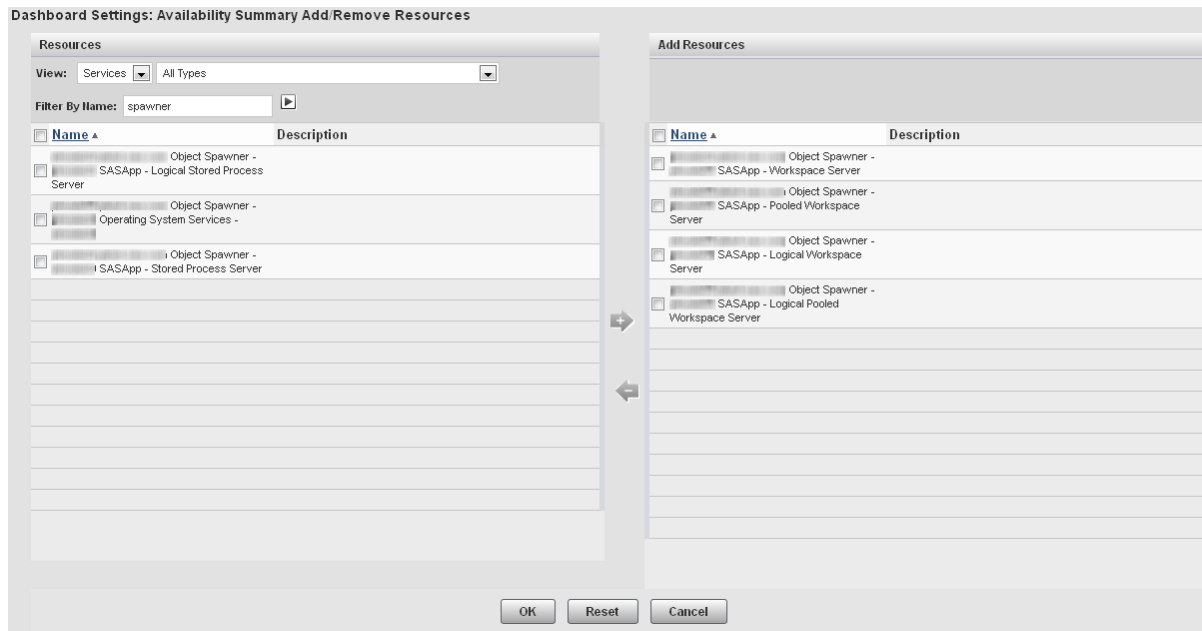 Dashboard Settings: Availability Summary Add/Remove Resources
Resources
View: Services All Types
Filter By Name: spawner
Name Description
Object Spawner -
SASApp - Logical Stored Process
Server
Object Spawner -
Operating System Services -
Object Spawner -
SASApp - Stored Process Server
Add Resources
Name Description
Object Spawner -
SASApp - Workspace Server
Object Spawner -
SASApp - Pooled Workspace
Server
Object Spawner -
SASApp - Logical Workspace
Server
Object Spawner -
SASApp - Logical Pooled
Workspace Server
OK Reset Cancel